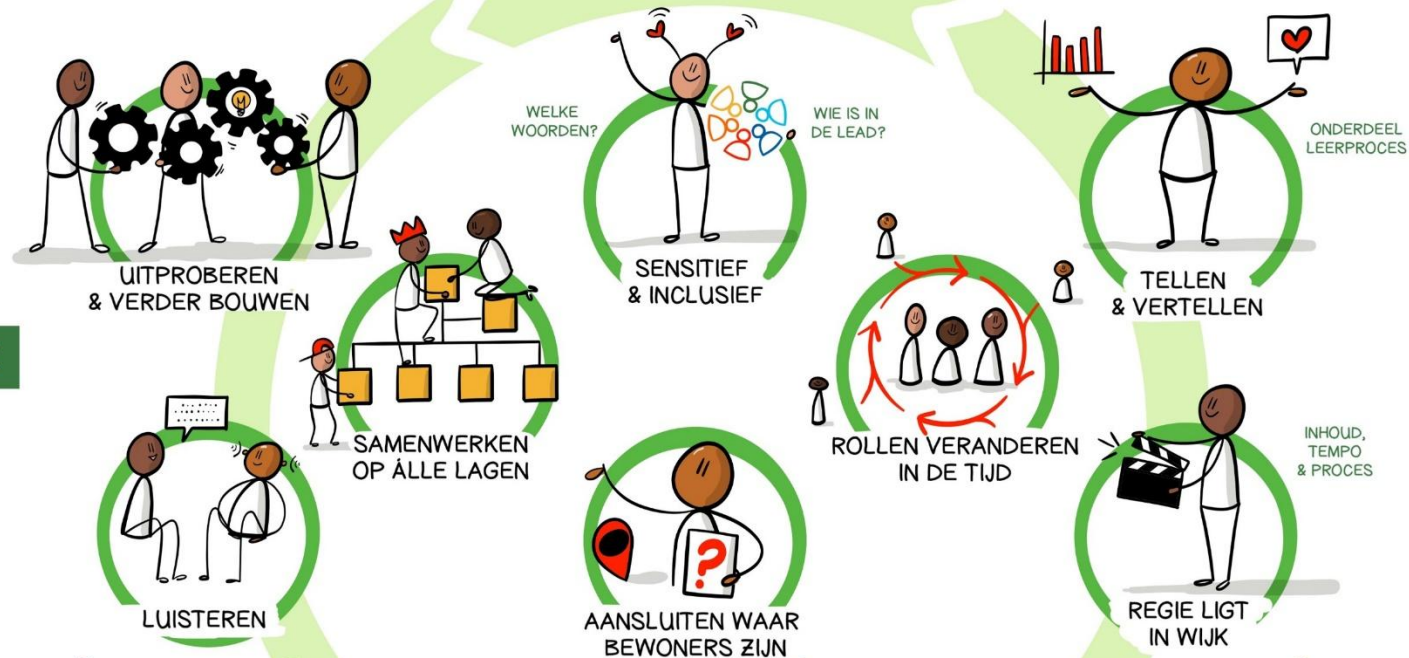 UITPROBEREN
& VERDER BOUWEN
WELKE
WOORDEN?
WIE IS IN
DE LEAD?
SENSITIEF
& INCLUSIEF
ONDERDEEL
LEERPROCES
TELLEN
& VERTELLEN
SAMENWERKEN
OP ÁLLE LAGEN
ROLLEN VERANDEREN
IN DE TIJD
LUISTEREN
?
AANSLUITEN WAAR
BEWONERS ZIJN
INHOUD,
TEMPO
& PROCES
REGIE LIGT
IN WIJK